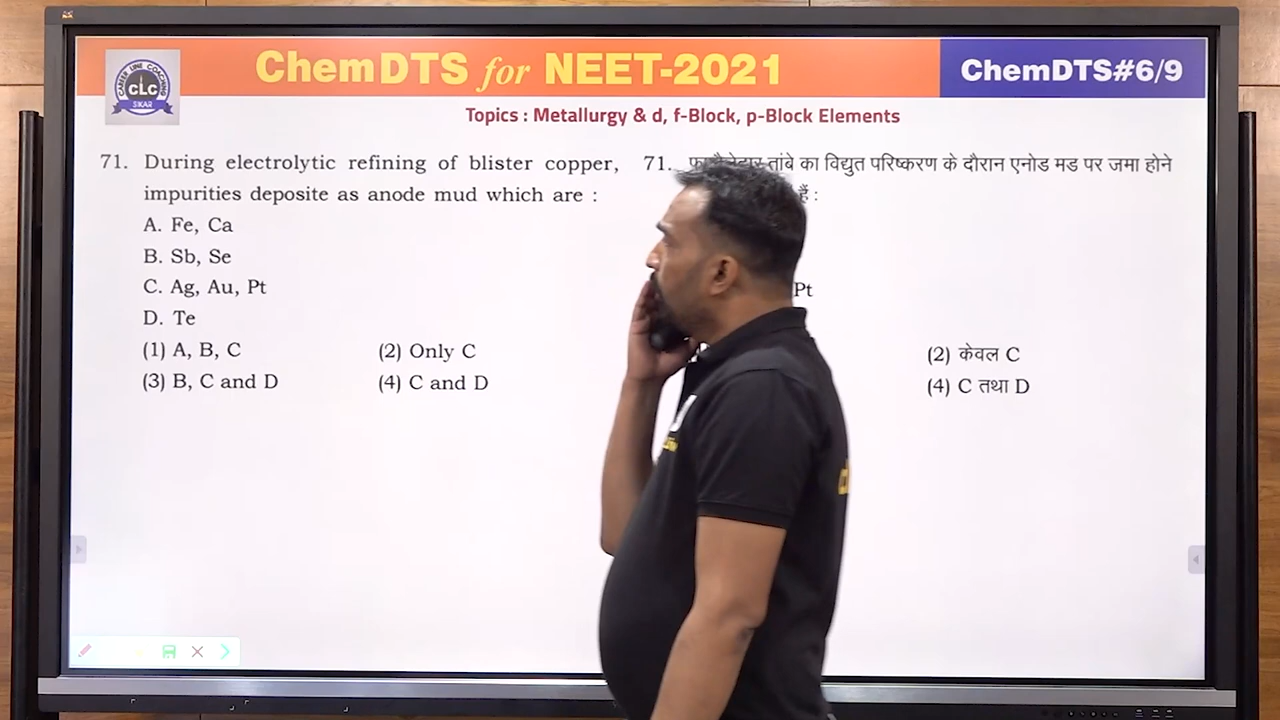 ChemDTS for NEET-2021
ChemDTS#6/9
CAREER LINE COACHING
CLC
SIKAR
Topics : Metallurgy & d, f-Block, p-Block Elements
71. During electrolytic refining of blister copper,
impurities deposite as anode mud which are :
A. Fe, Ca
B. Sb, Se
C. Ag, Au, Pt
D. Te
(1) A, B, C (2) Only C
(3) B, C and D (4) C and D
71. तांबे का विद्युत परिष्करण के दौरान एनोड मड पर जमा होने
हैं :
Pt
(2) केवल C
(4) C तथा D